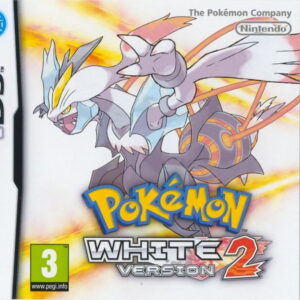 The Pokémon Company
Nintendo
DS
POKéMON
WHITE 2
VERSION
3
www.pegi.info